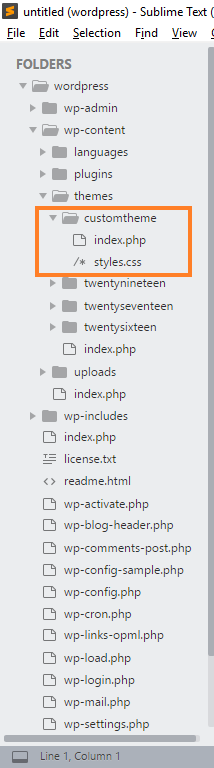 untitled (wordpress) - Sublime Text (
File Edit Selection Find View
FOLDERS
wordpress
wp-admin
wp-content
languages
plugins
themes
customtheme
index.php
/* styles.css
twentynineteen
twentyseventeen
twentysixteen
index.php
uploads
index.php
wp-includes
index.php
license.txt
<> readme.html
wp-activate.php
wp-blog-header.php
wp-comments-post.php
wp-config-sample.php
wp-config.php
wp-cron.php
wp-links-opml.php
wp-load.php
wp-login.php
wp-mail.php
wp-settings.php
Line 1, Column 1